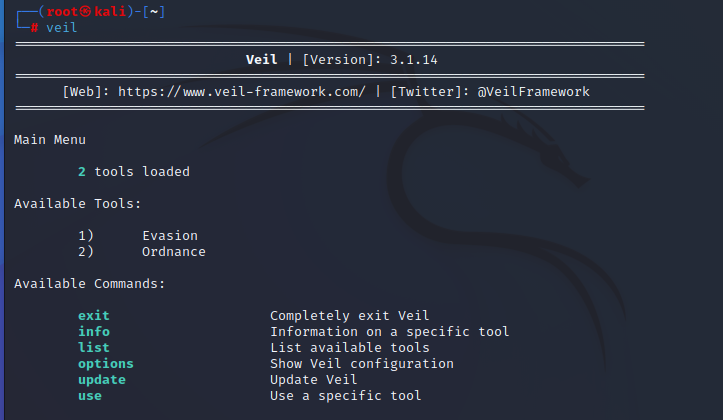 ┌──(root㉿kali)-[~]
└─# veil
===============================================================================
Veil | [Version]: 3.1.14
===============================================================================
[Web]: https://www.veil-framework.com/ | [Twitter]: @VeilFramework
===============================================================================
Main Menu
2 tools loaded
Available Tools:
1) Evasion
2) Ordnance
Available Commands:
exit Completely exit Veil
info Information on a specific tool
list List available tools
options Show Veil configuration
update Update Veil
use Use a specific tool